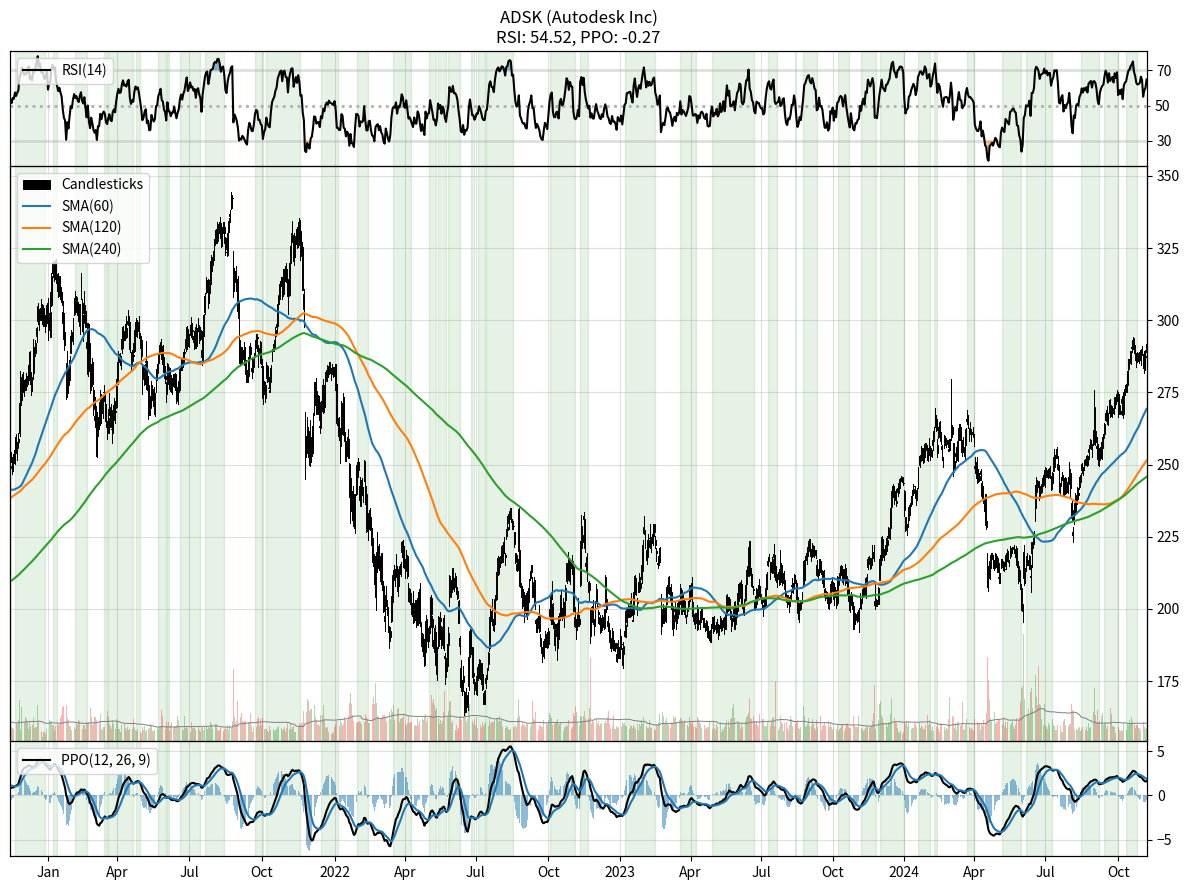 ADSK (Autodesk Inc)
RSI: 54.52, PPO: -0.27
RSI(14)
70
50
30
Candlesticks
SMA(60)
SMA(120)
SMA(240)
350
325
300
275
250
225
200
175
PPO(12, 26, 9)
5
0
−5
Jan Apr Jul Oct 2022 Apr Jul Oct 2023 Apr Jul Oct 2024 Apr Jul Oct